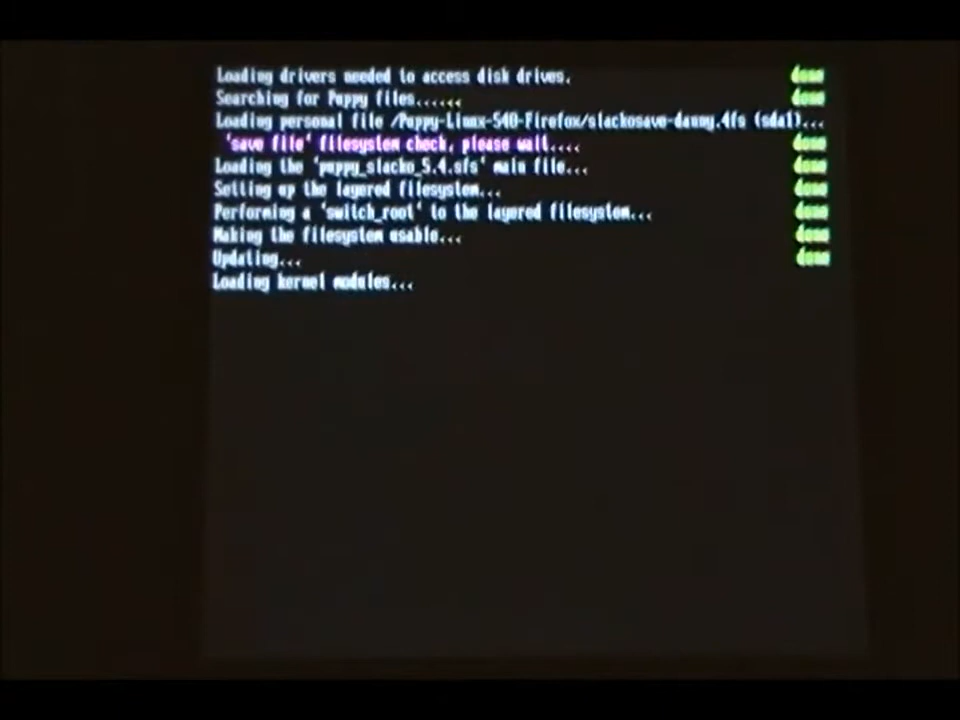 Loading drivers needed to access disk drives. done
Searching for Puppy files...... done
Loading personal file /Puppy-Linux-540-Firefox/slackosave-danny.4fs (sda1)...
'save file' filesystem check, please wait.... done
Loading the 'puppy_slacko_5.4.sfs' main file... done
Setting up the layered filesystem... done
Performing a 'switch_root' to the layered filesystem... done
Making the filesystem usable... done
Updating... done
Loading kernel modules...